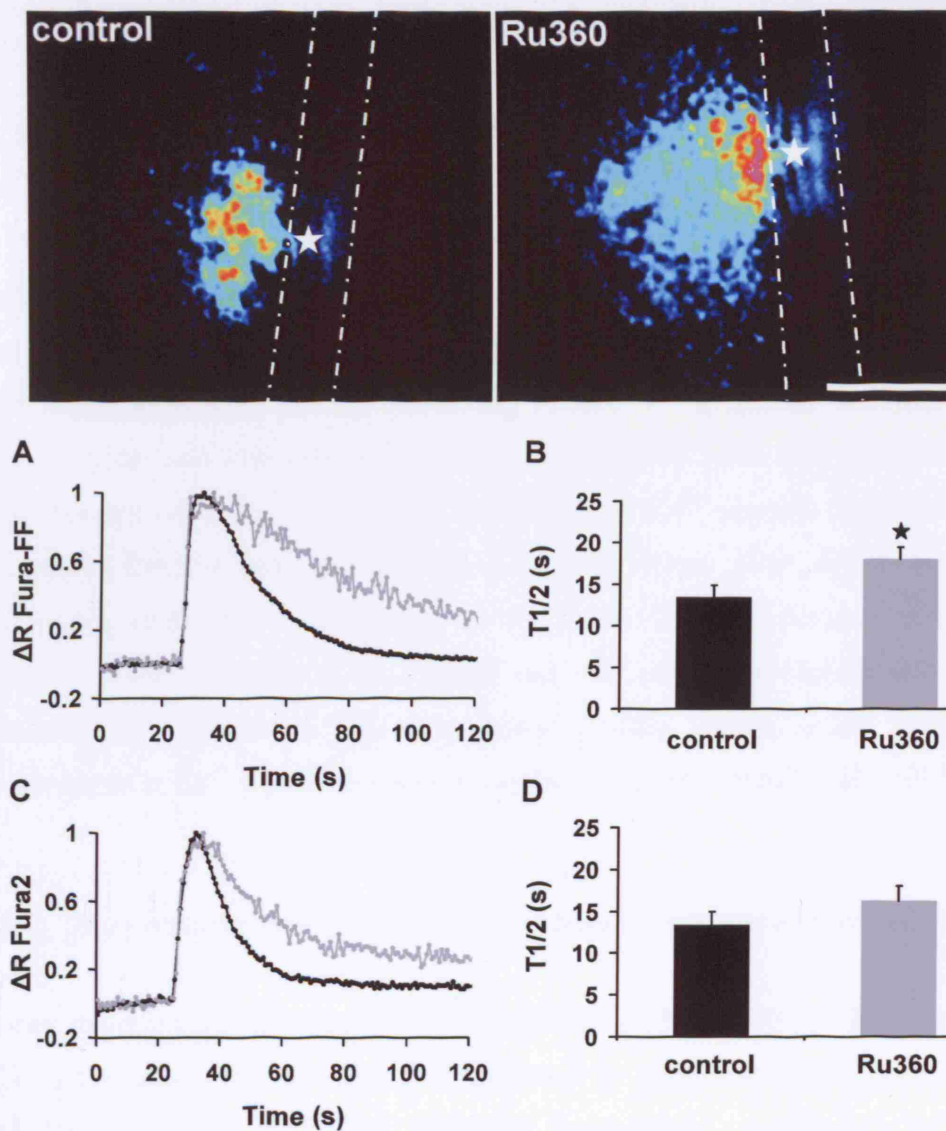 control
Ru360
A
ΔR Fura-FF
1
0.6
0.2
-0.2
0 20 40 60 80 100 120
Time (s)
B
T1/2 (s)
25
20
15
10
5
0
control Ru360
C
ΔR Fura2
1
0.6
0.2
-0.2
0 20 40 60 80 100 120
Time (s)
D
T1/2 (s)
25
20
15
10
5
0
control Ru360